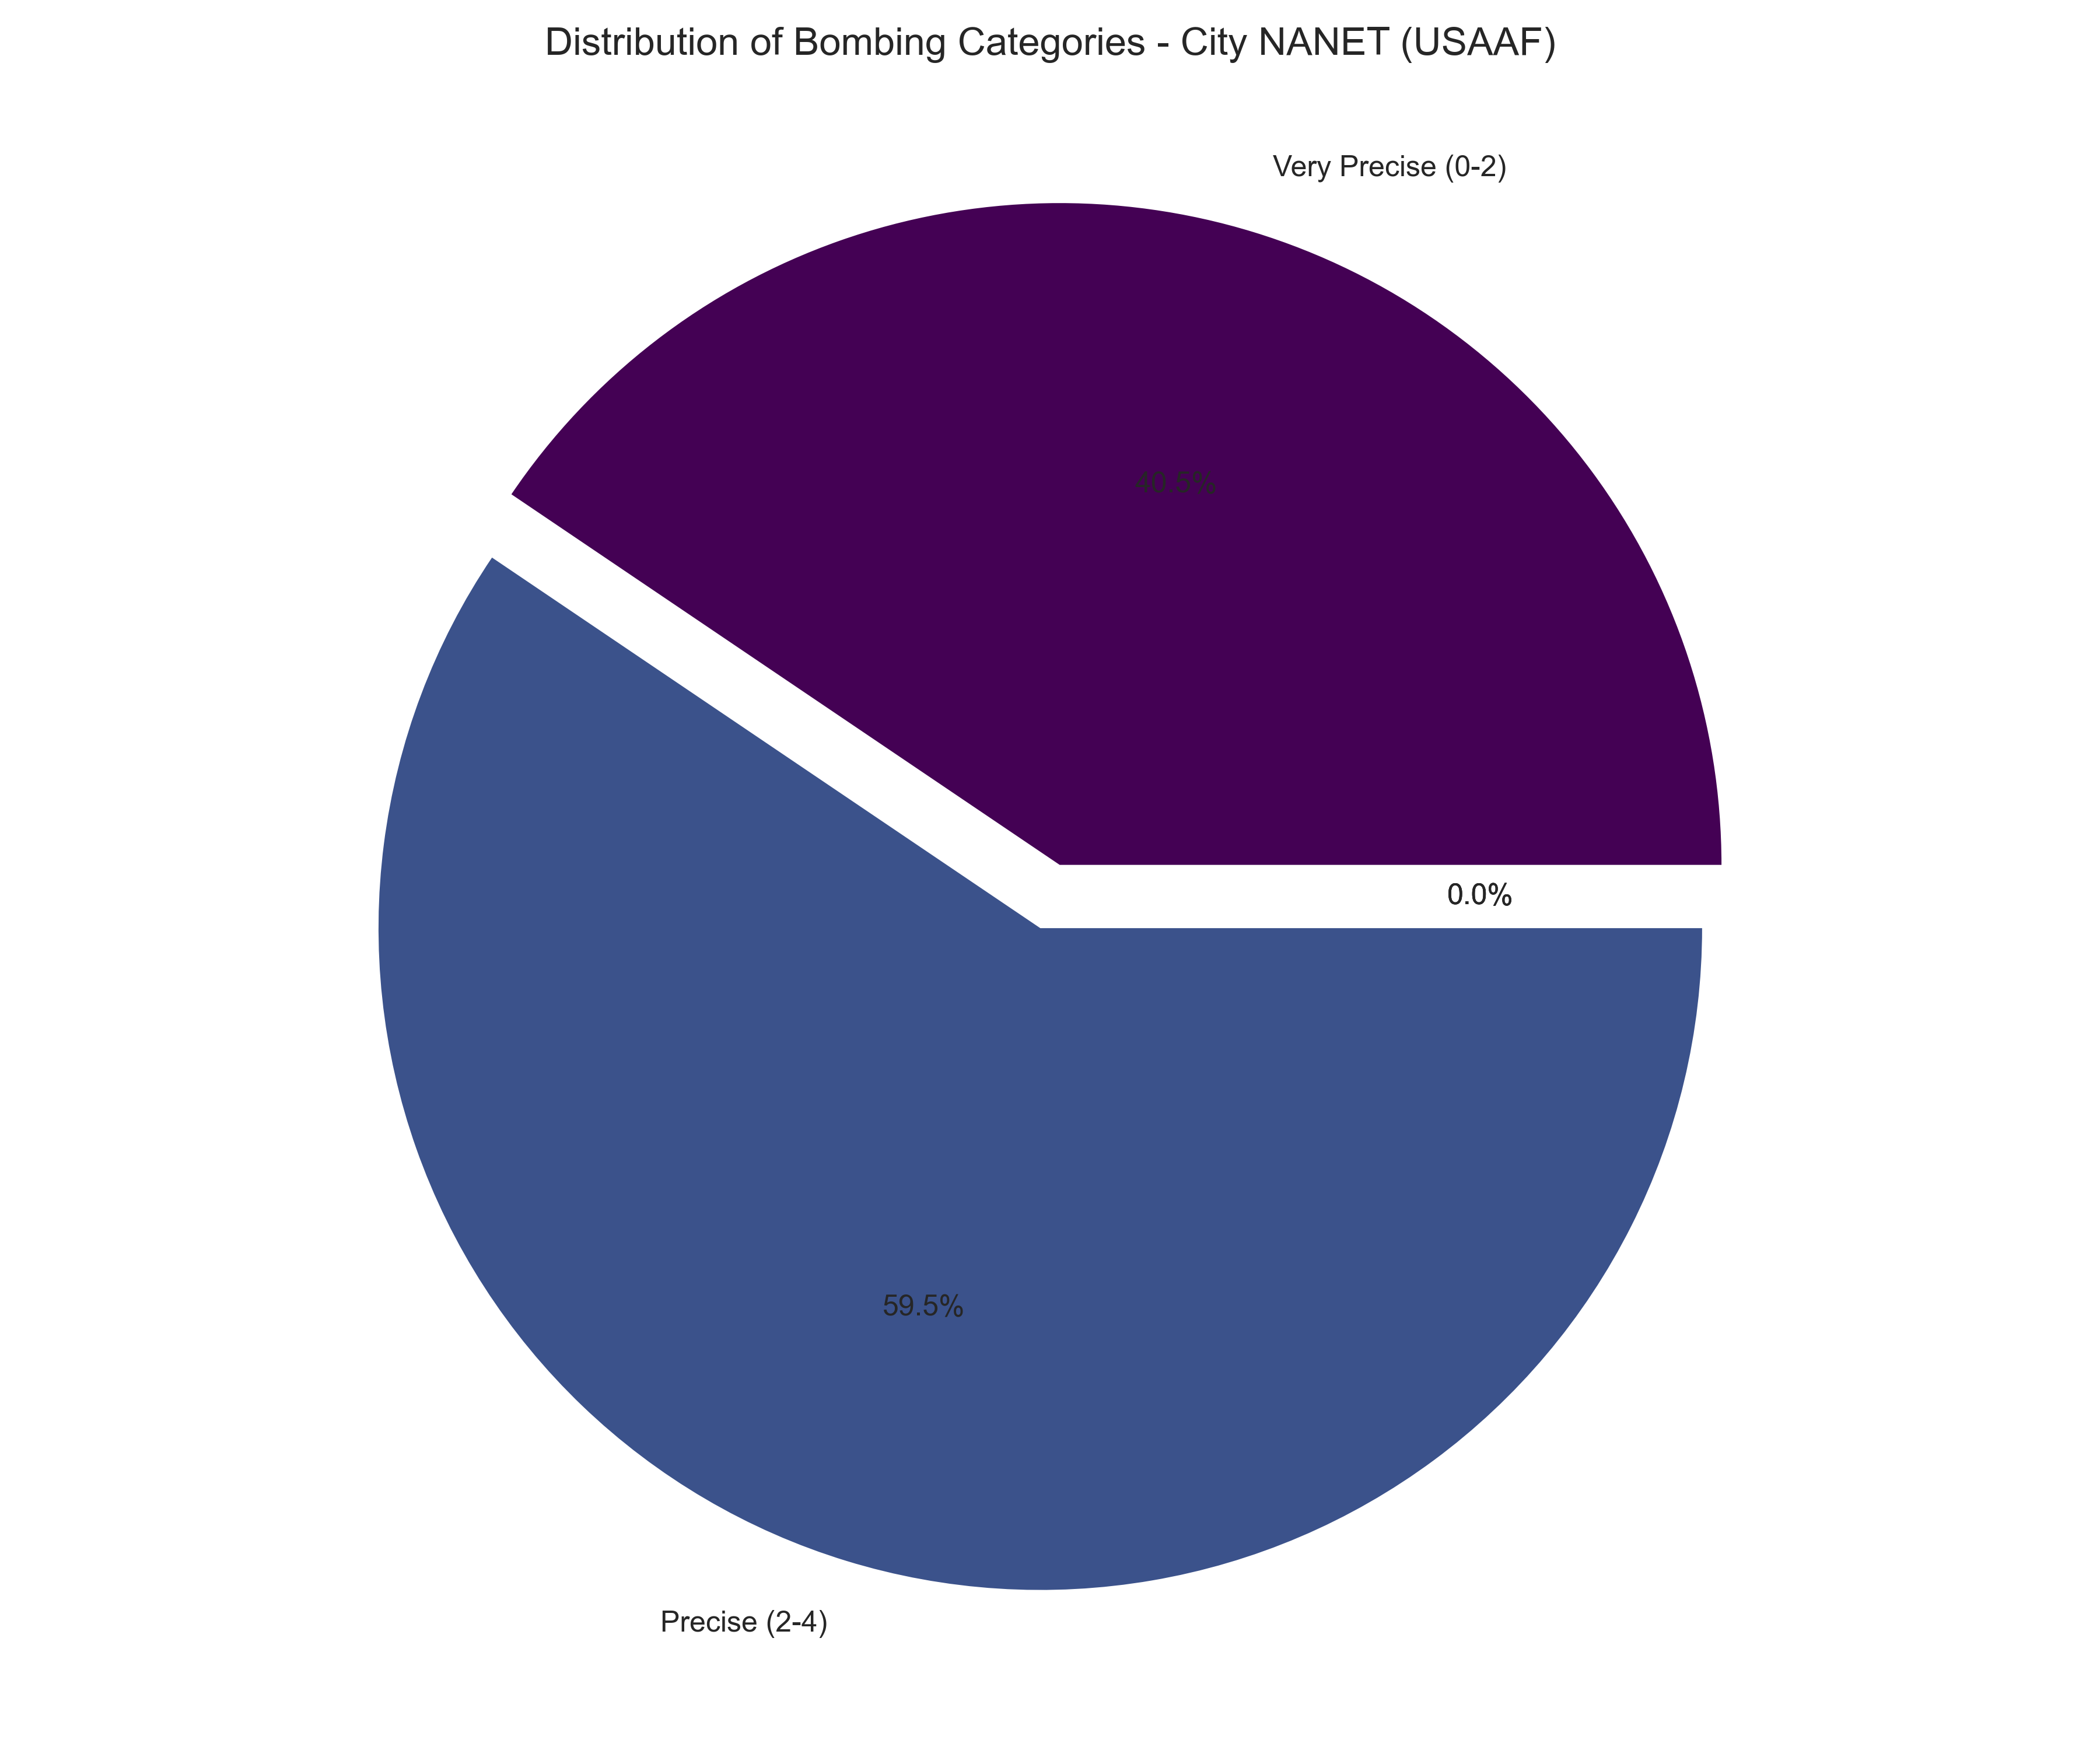 Distribution of Bombing Categories - City NANET (USAAF)
Very Precise (0-2)
40.5%
0.0%
59.5%
Precise (2-4)